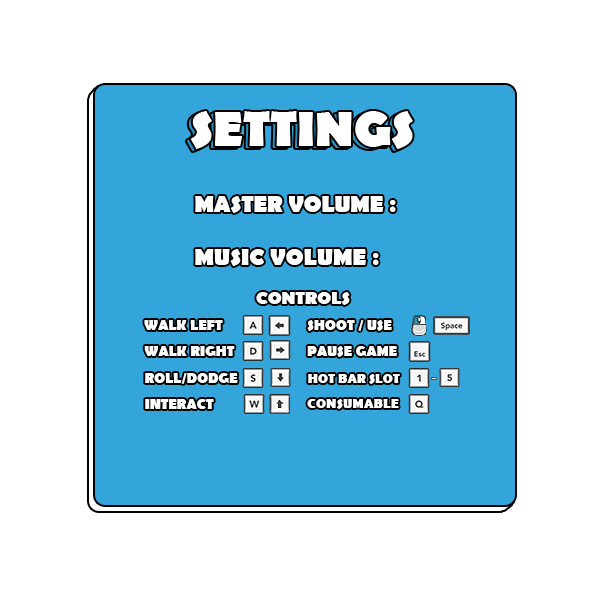 SETTINGS
MASTER VOLUME :
MUSIC VOLUME :
CONTROLS
WALK LEFT A ← SHOOT / USE Space
WALK RIGHT D → PAUSE GAME Esc
ROLL/DODGE S ↓ HOT BAR SLOT 1 - 5
INTERACT W ↑ CONSUMABLE Q